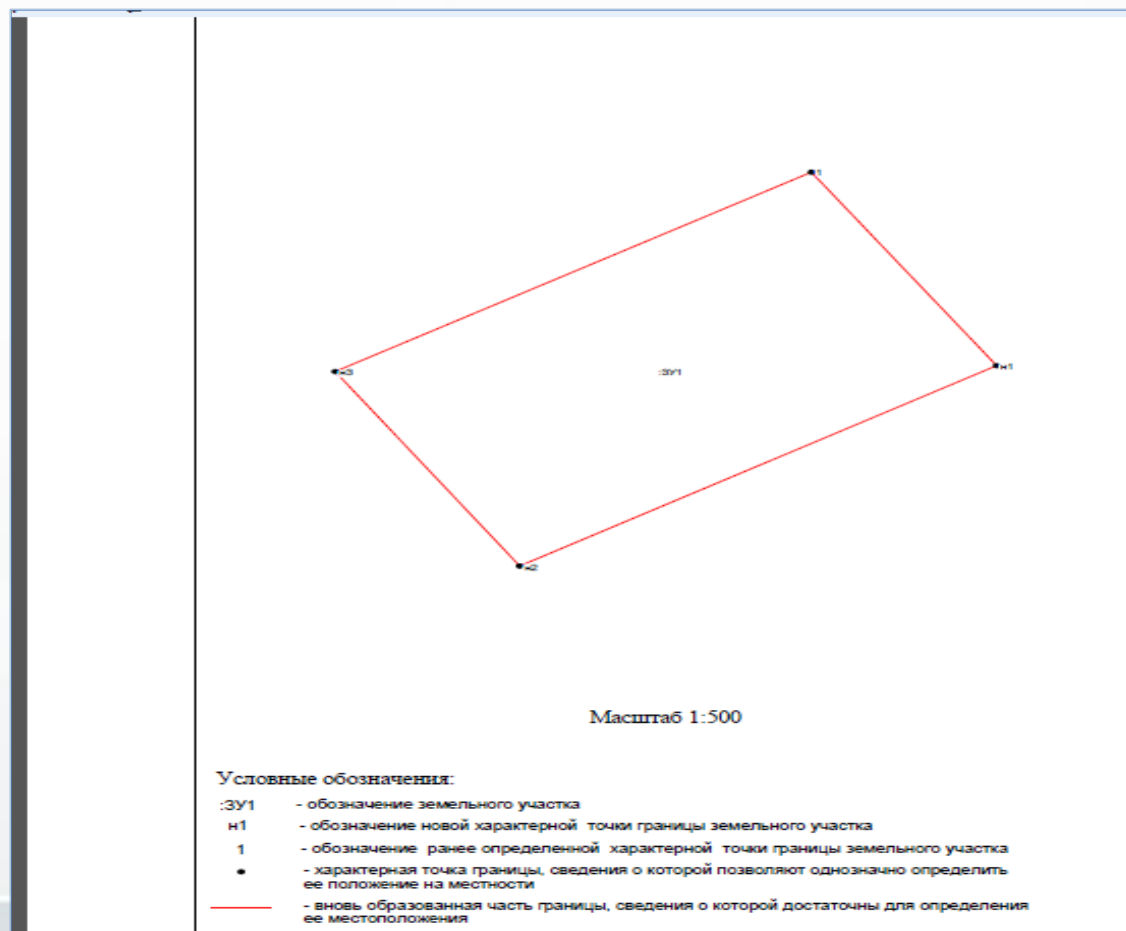 1
н3
:ЗУ1
н1
н2
Масштаб 1:500
Условные обозначения:
:ЗУ1 - обозначение земельного участка
н1 - обозначение новой характерной точки границы земельного участка
1 - обозначение ранее определенной характерной точки границы земельного участка
- характерная точка границы, сведения о которой позволяют однозначно определить
ее положение на местности
- вновь образованная часть границы, сведения о которой достаточны для определения
ее местоположения